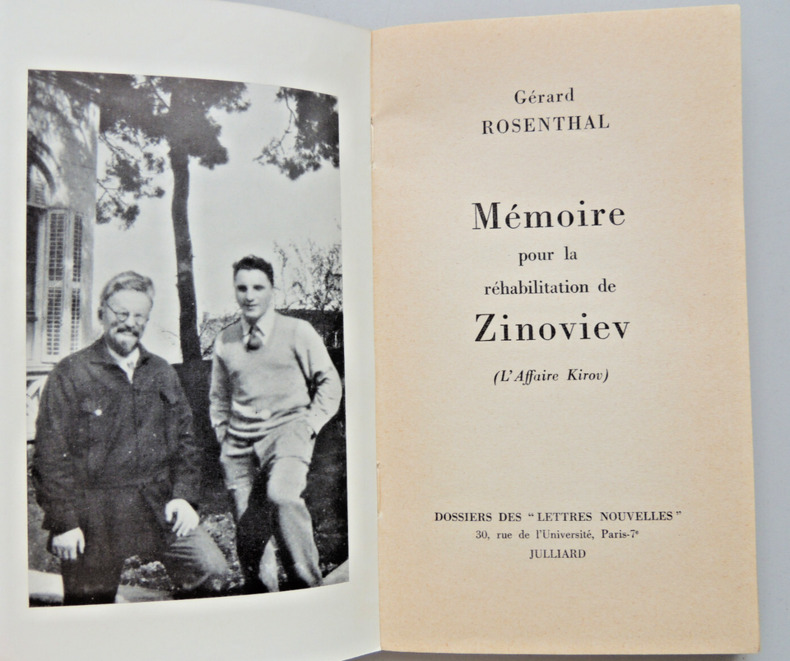 Gérard
ROSENTHAL
Mémoire
pour la
réhabilitation de
Zinoviev
(L'Affaire Kirov)
DOSSIERS DES "LETTRES NOUVELLES"
30, rue de l'Université, Paris-7e
JULLIARD